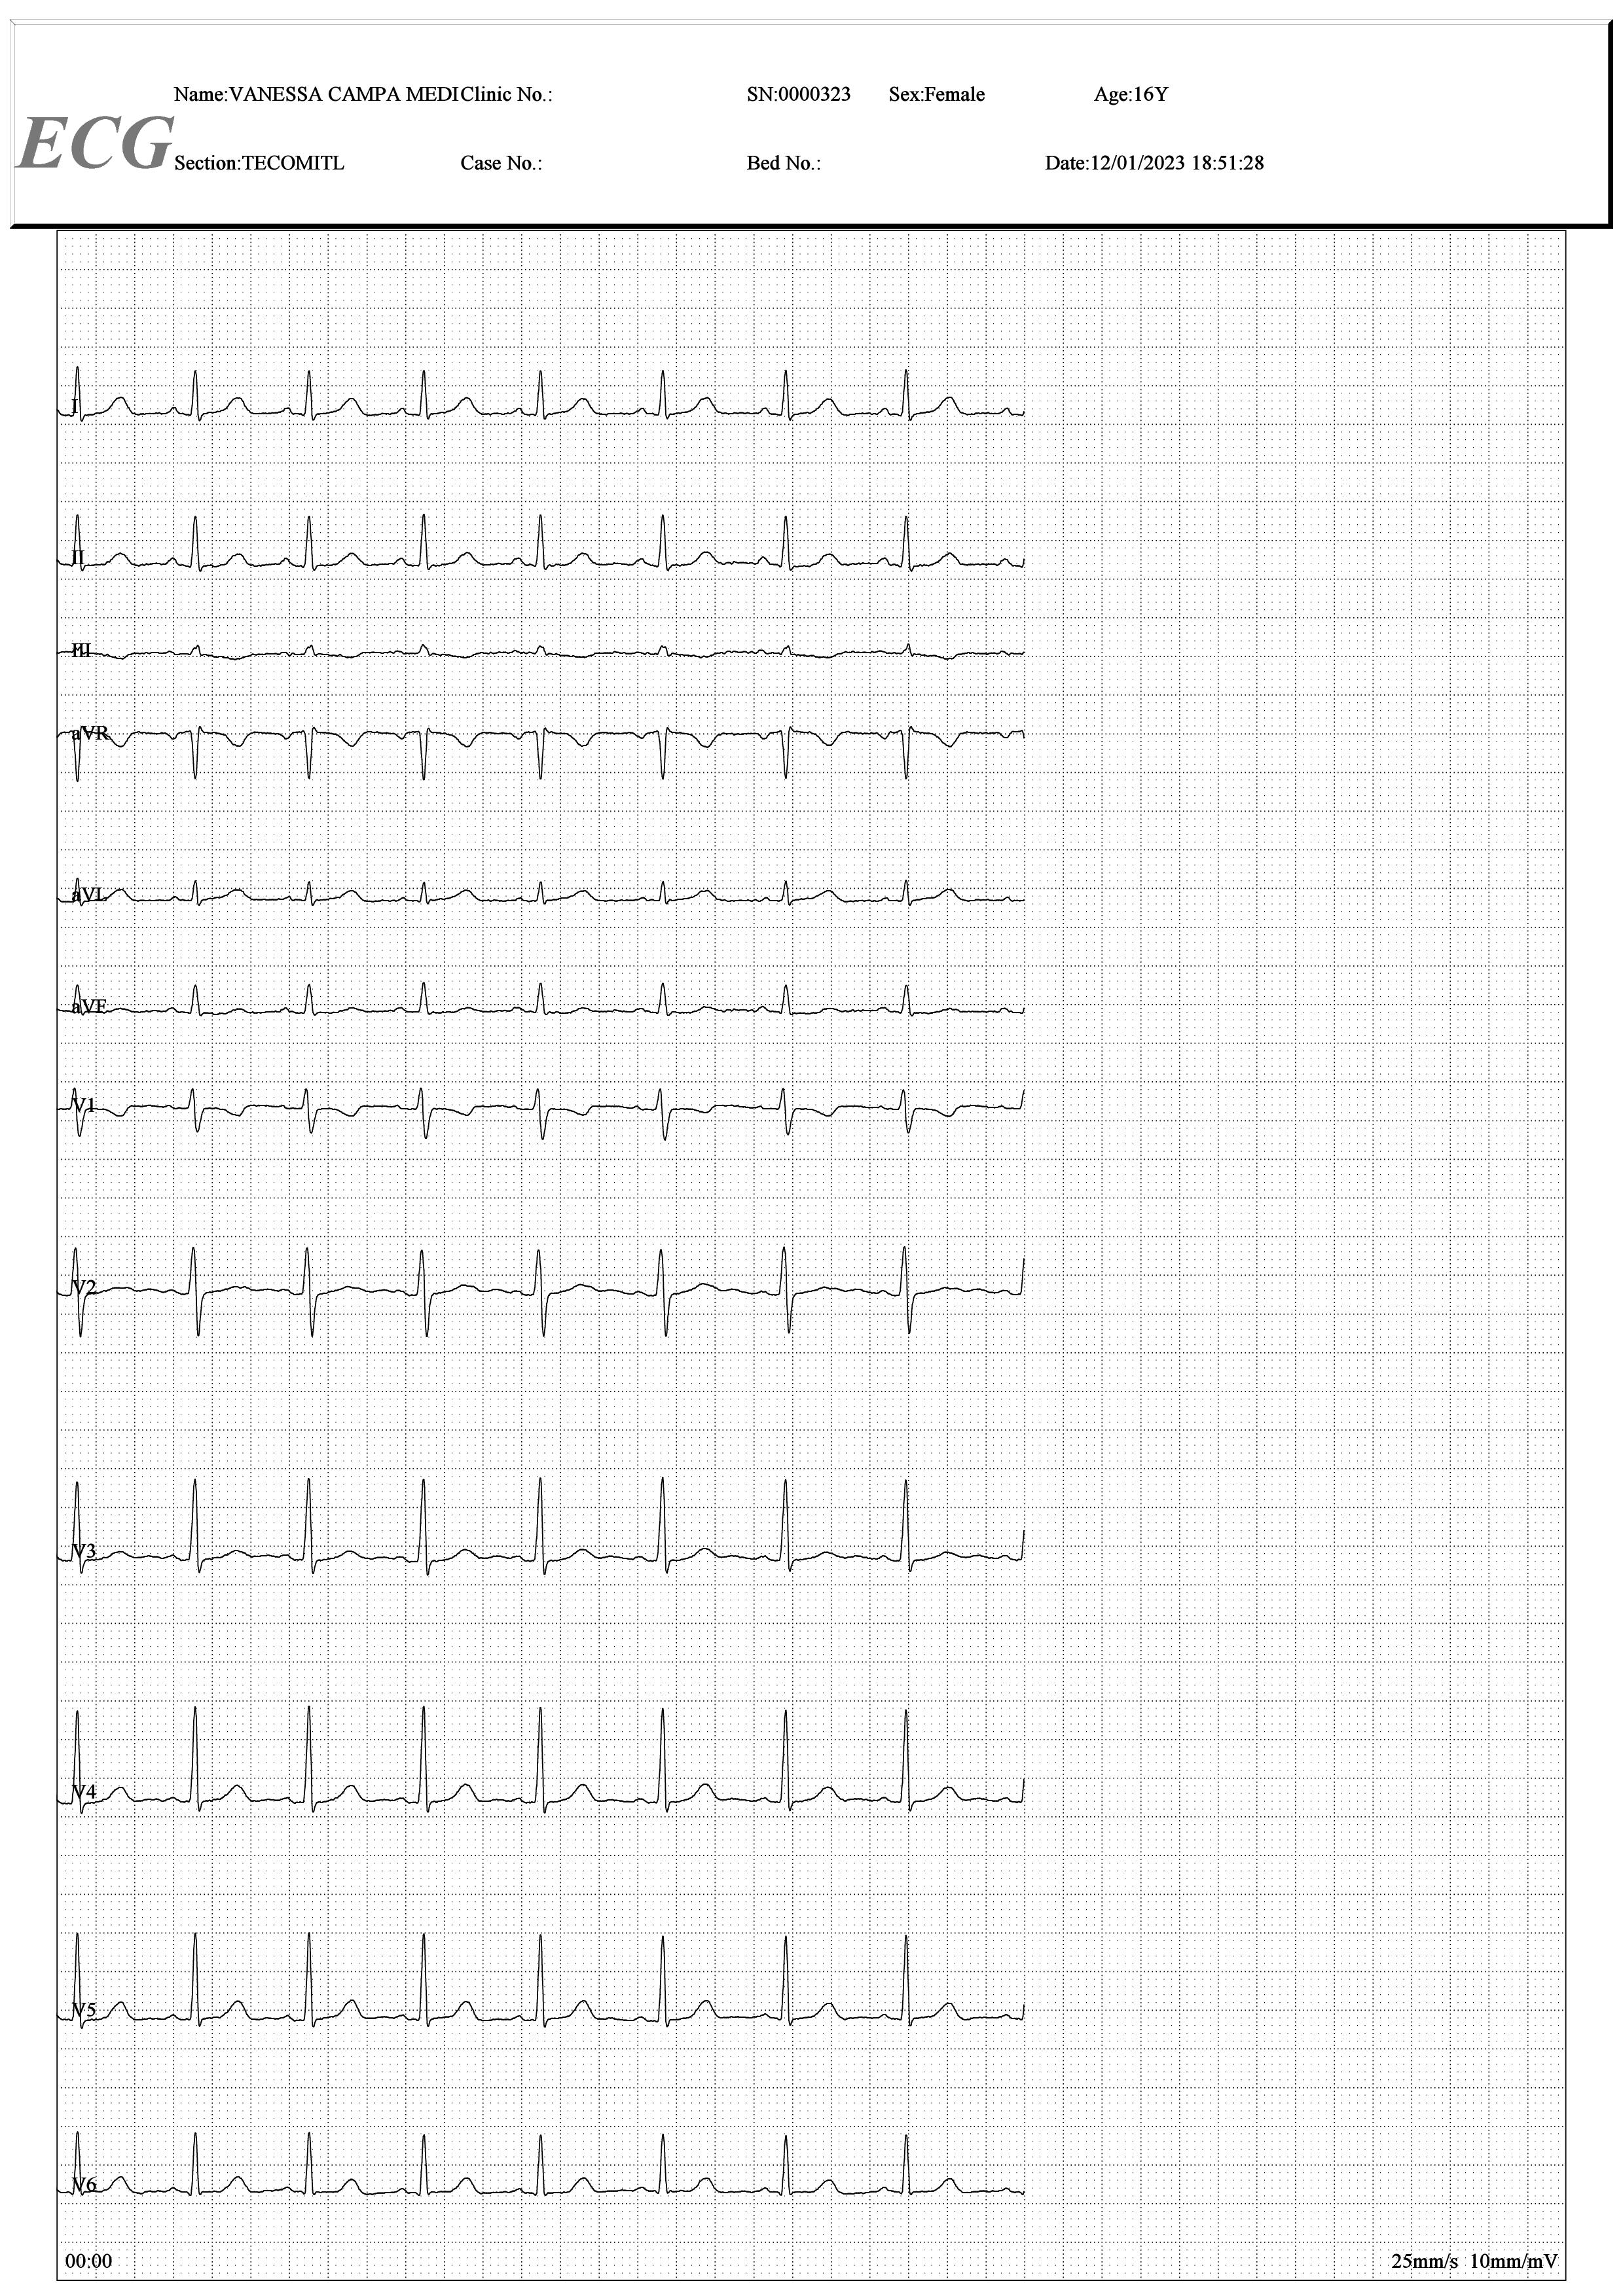 Name:VANESSA CAMPA MEDIClinic No.: SN:0000323 Sex:Female Age:16Y
ECG
Section:TECOMITL Case No.: Bed No.: Date:12/01/2023 18:51:28
I
II
III
aVR
aVL
aVF
V1
V2
V3
V4
V5
V6
00:00 25mm/s 10mm/mV